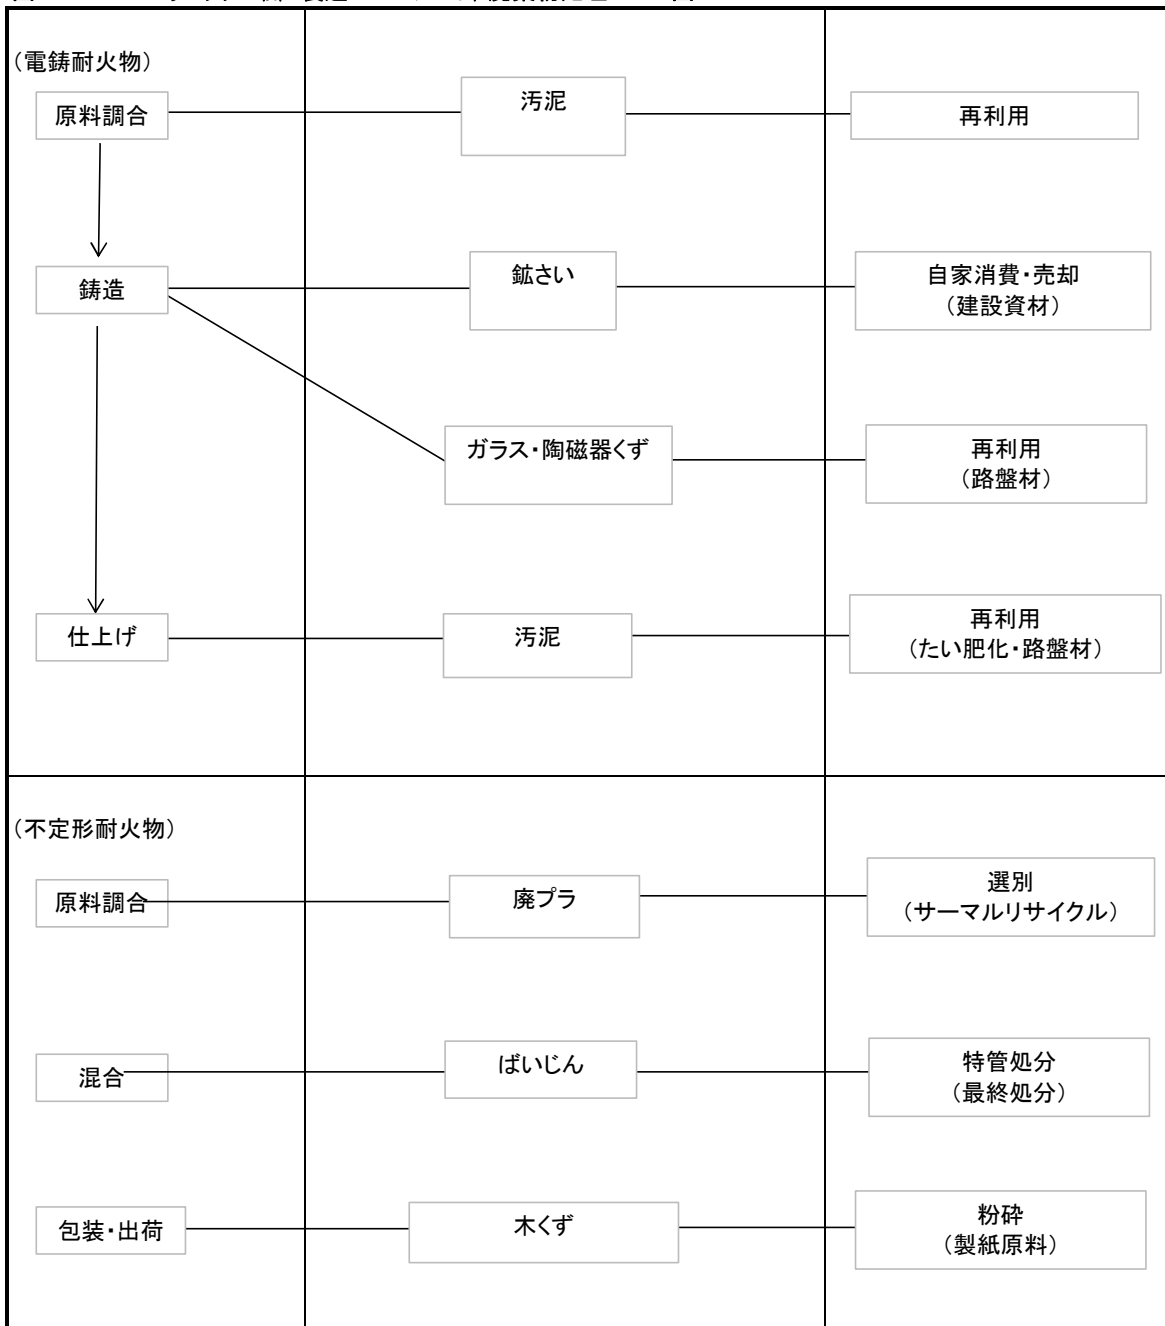 （電鋳耐火物）
原料調合
汚泥
再利用
鋳造
鉱さい
自家消費・売却
（建設資材）
ガラス・陶磁器くず
再利用
（路盤材）
仕上げ
汚泥
再利用
（たい肥化・路盤材）
（不定形耐火物）
原料調合
廃プラ
選別
（サーマルリサイクル）
混合
ばいじん
特管処分
（最終処分）
包装・出荷
木くず
粉砕
（製紙原料）